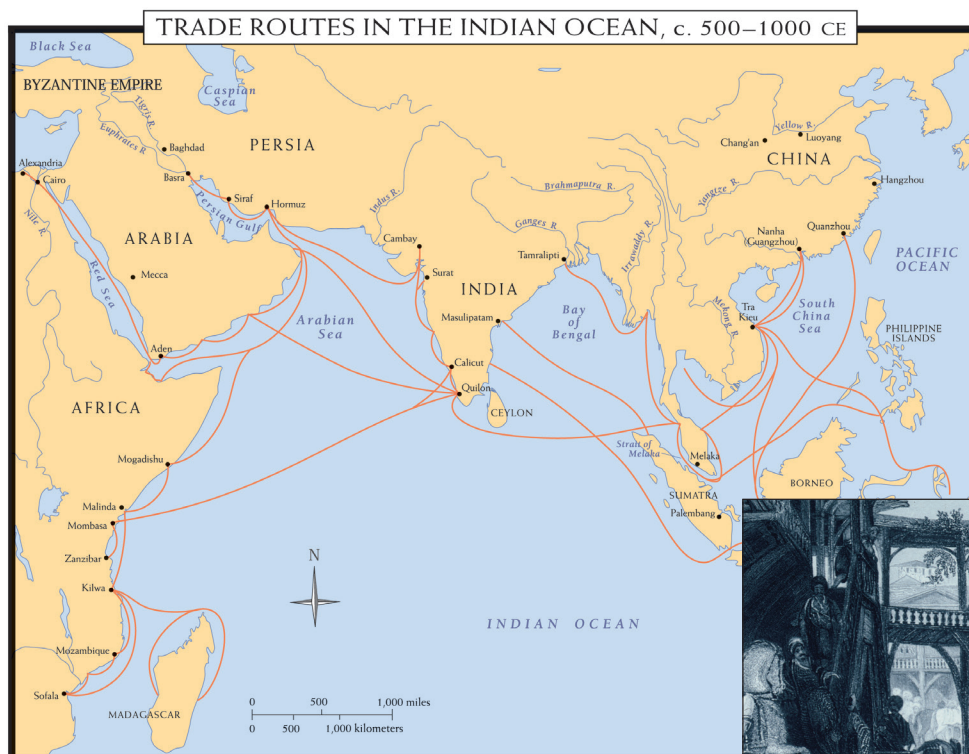 TRADE ROUTES IN THE INDIAN OCEAN, c. 500–1000 CE
Black Sea
BYZANTINE EMPIRE
Caspian
Sea
Tigris R.
Euphrates R.
PERSIA
Baghdad
Alexandria
Cairo
Basra
Siraf
Hormuz
Persian Gulf
Nile R.
ARABIA
Mecca
Red Sea
Aden
Arabian
Sea
Indus R.
Cambay
Surat
Brahmaputra R.
Ganges R.
Tamralipti
Irrawaddy R.
INDIA
Masulipatam
Bay
of
Bengal
Calicut
Quilon
CEYLON
Yellow R.
Chang'an
Luoyang
CHINA
Yangtze R.
Hangzhou
Nanha
(Guangzhou)
Quanzhou
PACIFIC
OCEAN
Mekong R.
Tra
Kieu
South
China
Sea
PHILIPPINE
ISLANDS
AFRICA
Mogadishu
Malinda
Mombasa
Zanzibar
Kilwa
Mozambique
Sofala
MADAGASCAR
Strait of
Melaka
Melaka
SUMATRA
Palembang
BORNEO
N
INDIAN OCEAN
0 500 1,000 miles
0 500 1,000 kilometers